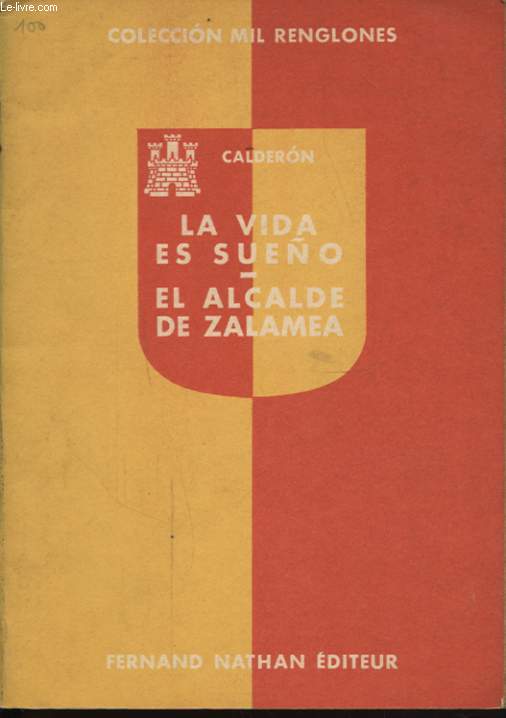 Le-livre.com
100
COLECCIÓN MIL RENGLONES
CALDERÓN
LA VIDA
ES SUEÑO
-
EL ALCALDE
DE ZALAMEA
FERNAND NATHAN ÉDITEUR